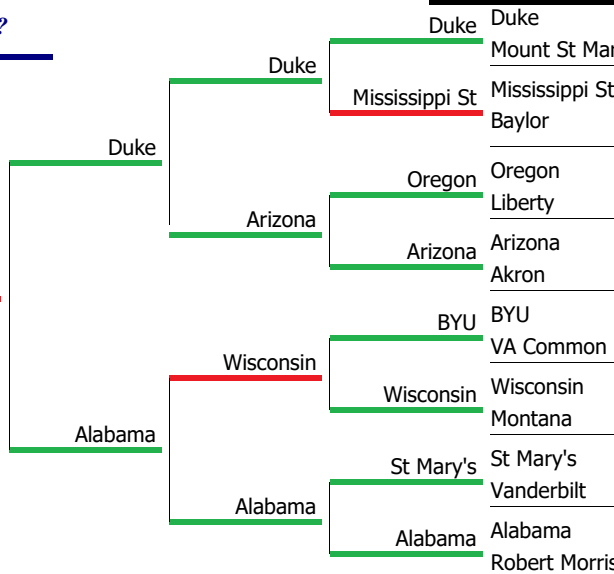 ?
Duke
Duke
Duke
Mount St Mar
Mississippi St
Mississippi St
Baylor
Duke
Oregon
Oregon
Liberty
Arizona
Arizona
Arizona
Akron
BYU
BYU
VA Common
Wisconsin
Wisconsin
Wisconsin
Montana
Alabama
St Mary's
St Mary's
Vanderbilt
Alabama
Alabama
Alabama
Robert Morris